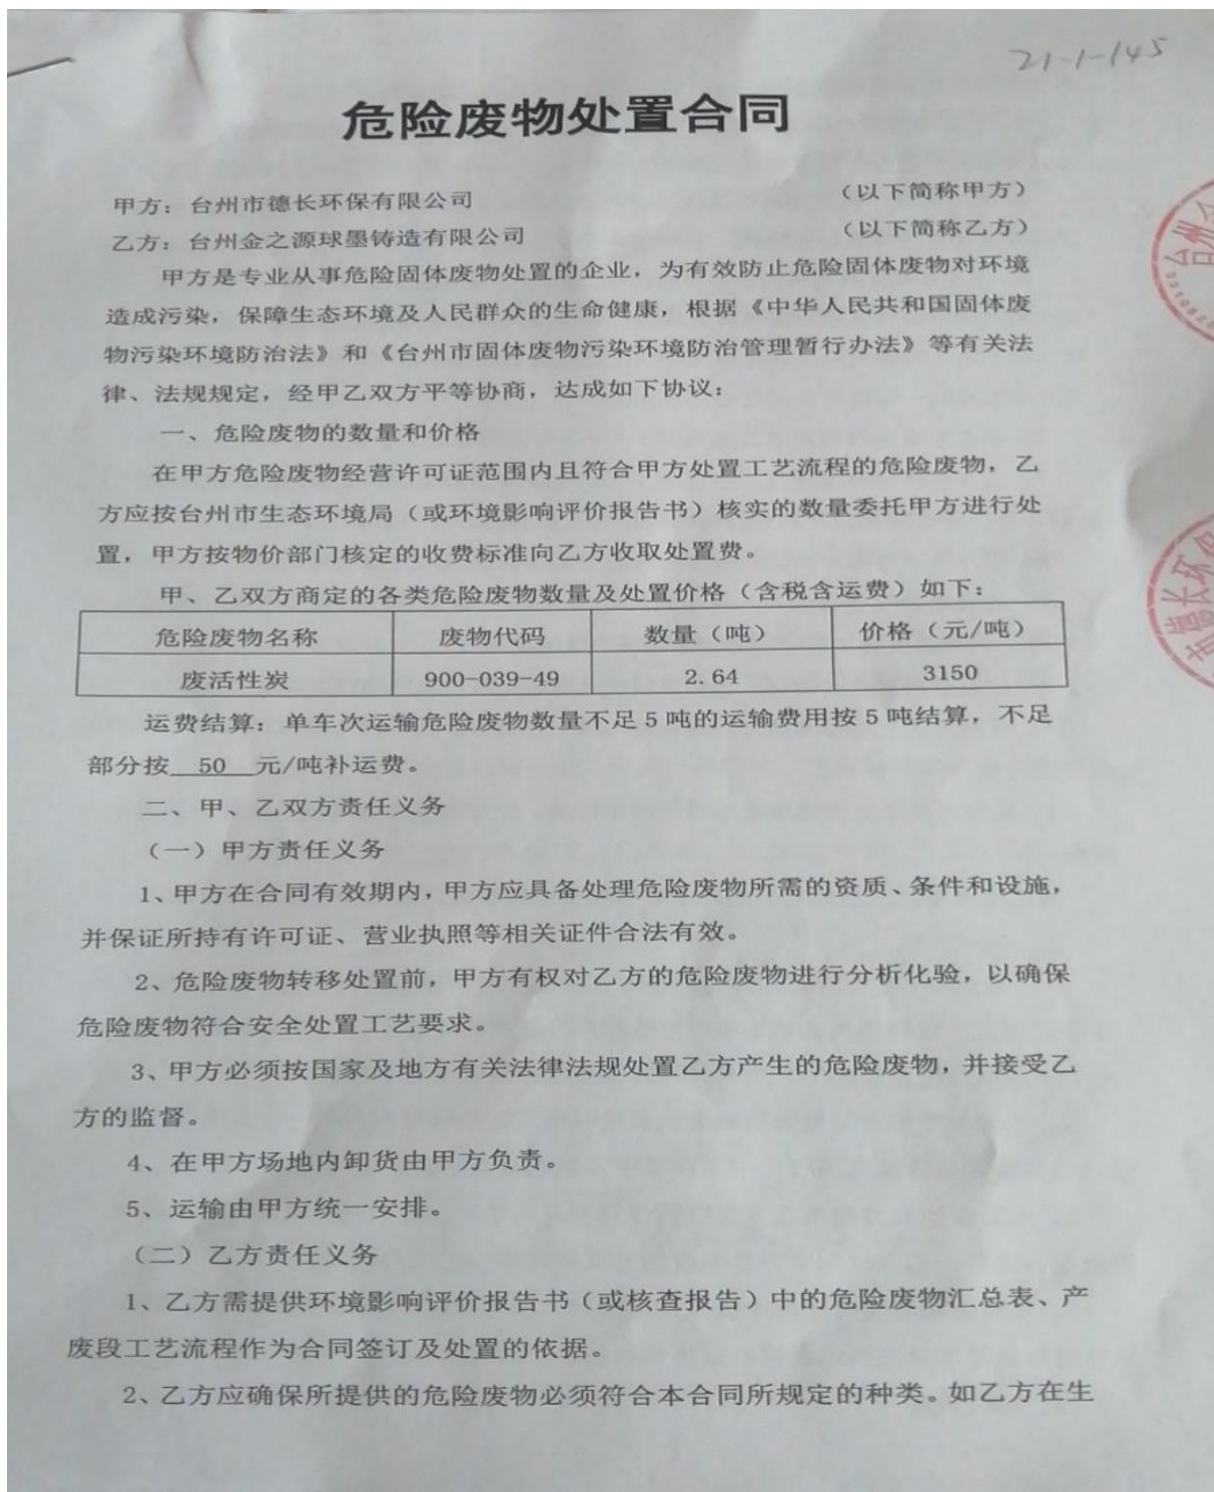 21-1-145
危险废物处置合同
甲方：台州市德长环保有限公司 （以下简称甲方）
乙方：台州金之源球墨铸造有限公司 （以下简称乙方）
甲方是专业从事危险固体废物处置的企业，为有效防止危险固体废物对环境
造成污染，保障生态环境及人民群众的生命健康，根据《中华人民共和国固体废
物污染环境防治法》和《台州市固体废物污染环境防治管理暂行办法》等有关法
律、法规规定，经甲乙双方平等协商，达成如下协议：
一、危险废物的数量和价格
在甲方危险废物经营许可证范围内且符合甲方处置工艺流程的危险废物，乙
方应按台州市生态环境局（或环境影响评价报告书）核实的数量委托甲方进行处
置，甲方按物价部门核定的收费标准向乙方收取处置费。
甲、乙双方商定的各类危险废物数量及处置价格（含税含运费）如下：
危险废物名称 废物代码 数量（吨） 价格（元/吨）
废活性炭 900-039-49 2.64 3150
运费结算：单车次运输危险废物数量不足 5 吨的运输费用按 5 吨结算，不足
部分按 50 元/吨补运费。
二、甲、乙双方责任义务
（一）甲方责任义务
1、甲方在合同有效期内，甲方应具备处理危险废物所需的资质、条件和设施，
并保证所持有许可证、营业执照等相关证件合法有效。
2、危险废物转移处置前，甲方有权对乙方的危险废物进行分析化验，以确保
危险废物符合安全处置工艺要求。
3、甲方必须按国家及地方有关法律法规处置乙方产生的危险废物，并接受乙
方的监督。
4、在甲方场地内卸货由甲方负责。
5、运输由甲方统一安排。
（二）乙方责任义务
1、乙方需提供环境影响评价报告书（或核查报告）中的危险废物汇总表、产
废段工艺流程作为合同签订及处置的依据。
2、乙方应确保所提供的危险废物必须符合本合同所规定的种类。如乙方在生
台州
市德长环保